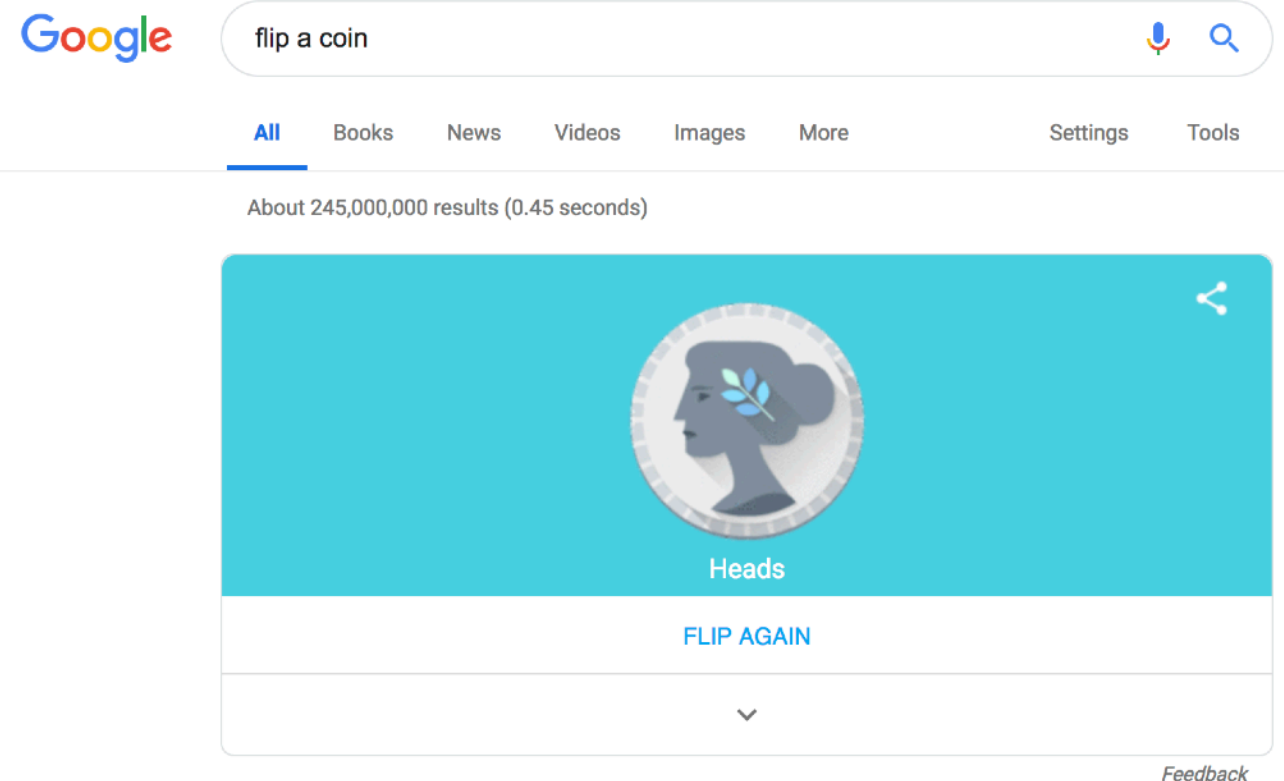 Google flip a coin
All Books News Videos Images More Settings Tools
About 245,000,000 results (0.45 seconds)
Heads
FLIP AGAIN
Feedback